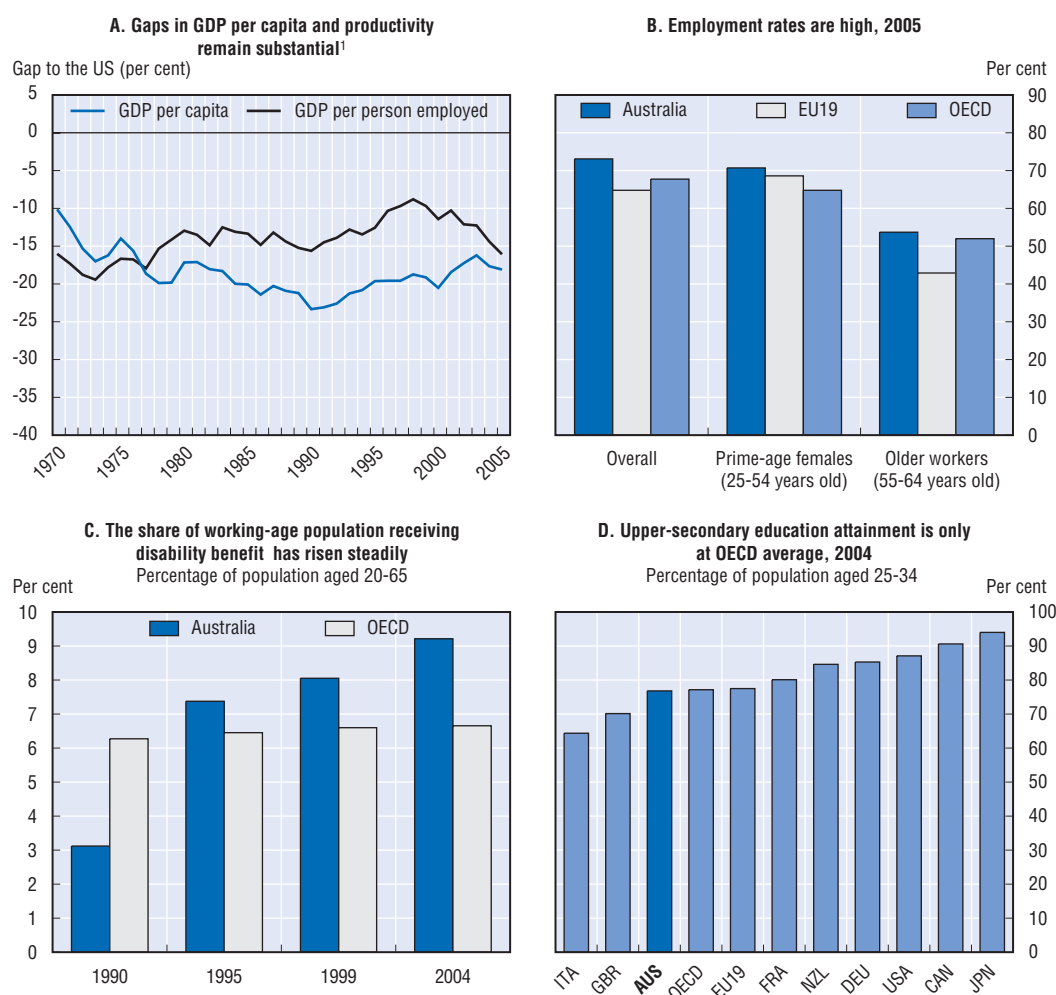 A. Gaps in GDP per capita and productivity
remain substantial1
Gap to the US (per cent)
GDP per capita
GDP per person employed
5
0
-5
-10
-15
-20
-25
-30
-35
-40
1970
1975
1980
1985
1990
1995
2000
2005
B. Employment rates are high, 2005
Per cent
Australia
EU19
OECD
90
80
70
60
50
40
30
20
10
0
Overall
Prime-age females
(25-54 years old)
Older workers
(55-64 years old)
C. The share of working-age population receiving
disability benefit has risen steadily
Percentage of population aged 20-65
Per cent
Australia
OECD
10
9
8
7
6
5
4
3
2
1
0
1990
1995
1999
2004
D. Upper-secondary education attainment is only
at OECD average, 2004
Percentage of population aged 25-34
Per cent
100
90
80
70
60
50
40
30
20
10
0
ITA
GBR
AUS
OECD
EU19
FRA
NZL
DEU
USA
CAN
JPN